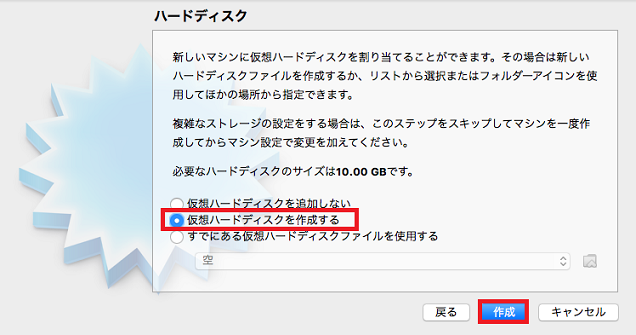 ハードディスク
新しいマシンに仮想ハードディスクを割り当てることができます。その場合は新しい
ハードディスクファイルを作成するか、リストから選択またはフォルダーアイコンを使
用してほかの場所から指定できます。
複雑なストレージの設定をする場合は、このステップをスキップしてマシンを一度作
成してからマシン設定で変更を加えてください。
必要なハードディスクのサイズは10.00 GBです。
仮想ハードディスクを追加しない
仮想ハードディスクを作成する
すでにある仮想ハードディスクファイルを使用する
空
戻る 作成 キャンセル